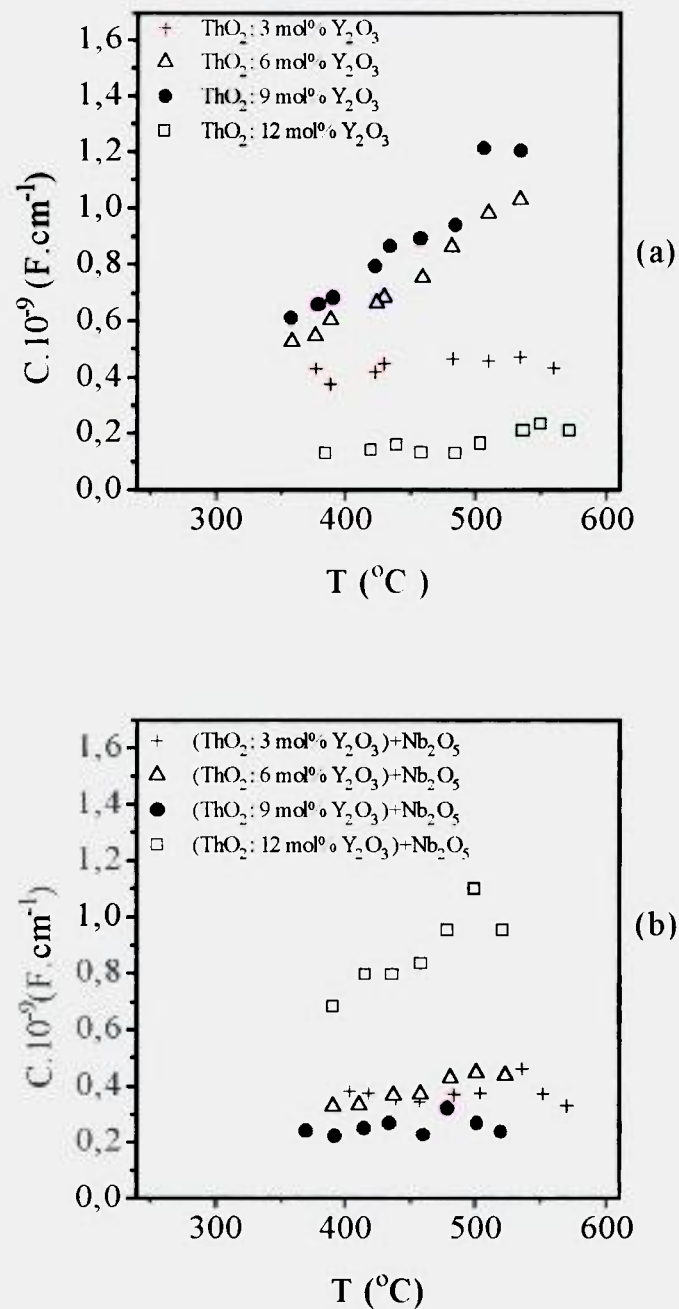 1,6
1,4
1,2
1,0
0,8
0,6
0,4
0,2
0,0
C.10⁻⁹ (F.cm⁻¹)
+ ThO₂: 3 mol% Y₂O₃
△ ThO₂: 6 mol% Y₂O₃
● ThO₂: 9 mol% Y₂O₃
□ ThO₂: 12 mol% Y₂O₃
(a)
300 400 500 600
T (°C)
1,6
1,4
1,2
1,0
0,8
0,6
0,4
0,2
0,0
C.10⁻⁹(F.cm⁻¹)
+ (ThO₂: 3 mol% Y₂O₃)+Nb₂O₅
△ (ThO₂: 6 mol% Y₂O₃)+Nb₂O₅
● (ThO₂: 9 mol% Y₂O₃)+Nb₂O₅
□ (ThO₂: 12 mol% Y₂O₃)+Nb₂O₅
(b)
300 400 500 600
T (°C)